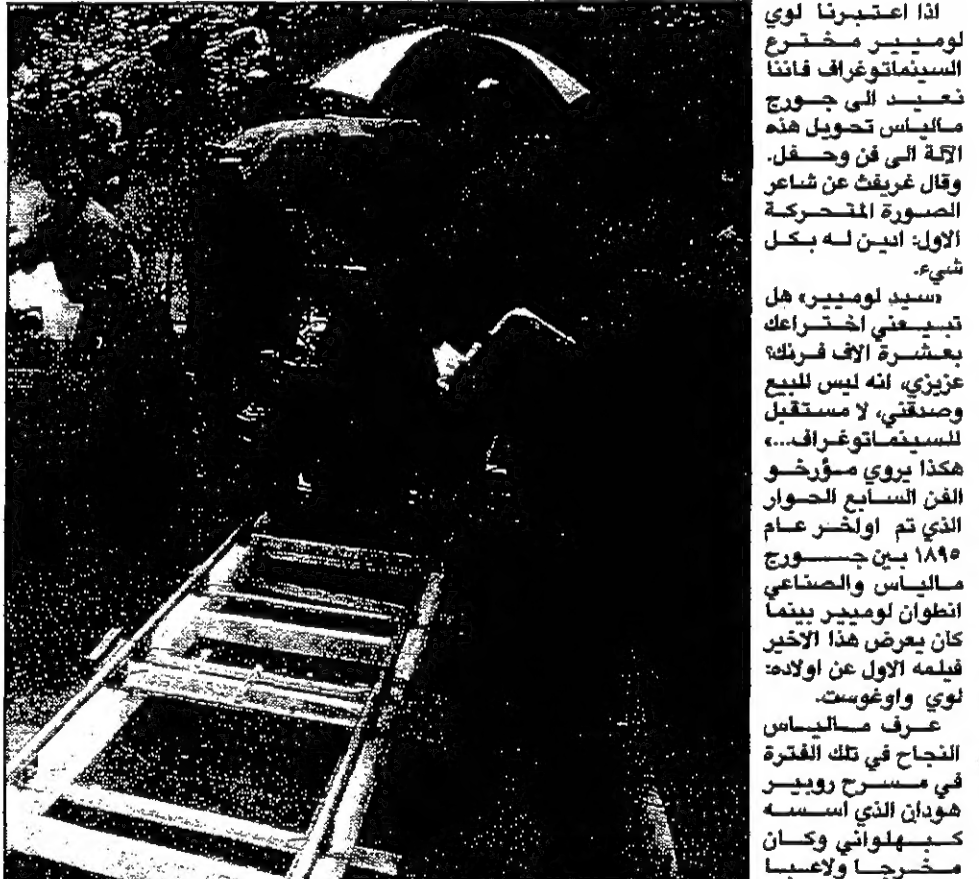 اذا اعتبرنا لوي
لوميير مخترع
السينماتوغراف فاننا
نعيد الى جورج
مالياس تحويل هذه
الآلة الى فن وحقل.
وقال غريفث عن شاعر
الصورة المتحركة
الاول: ادين له بكل
شيء.
«سيد لوميير» هل
تبيعني اختراعك
بعشرة الاف فرنك؟
عزيزي، انه ليس للبيع
وصدقني، لا مستقبل
للسينماتوغراف...»
هكذا يروي مؤرخو
الفن السابع الحوار
الذي تم اواخر عام
١٨٩٥ بين جورج
مالياس والصناعي
انطوان لوميير بينما
كان يعرض هذا الاخير
فيلمه الاول عن اولاده:
لوي واوغوست.
عرف مالياس
النجاح في تلك الفترة
في مسرح روبير
هودان الذي اسسه
كبهلواني وكان
مخرجا ولاعبا